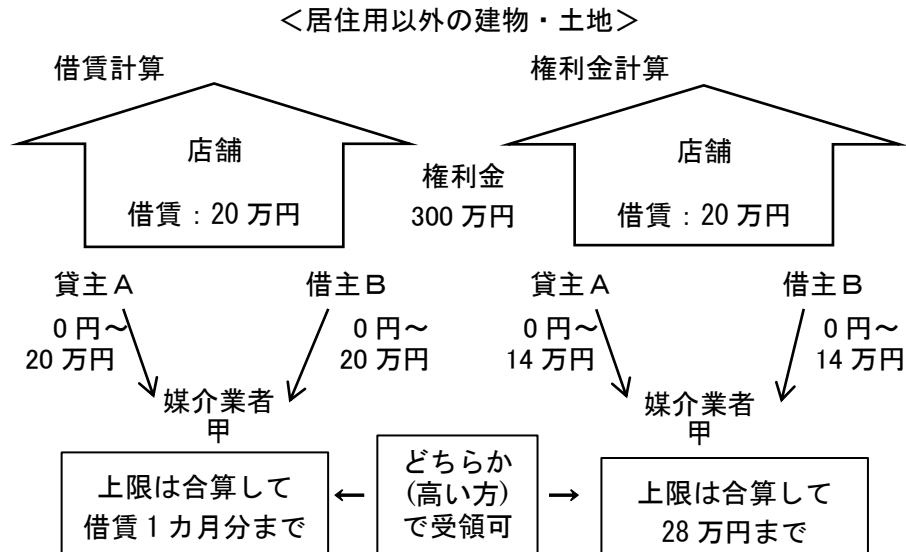 ＜居住用以外の建物・土地＞
借賃計算
店舗
借賃：20 万円
貸主Ａ
0 円～
20 万円
借主Ｂ
0 円～
20 万円
媒介業者
甲
上限は合算して
借賃 1 カ月分まで
権利金
300 万円
どちらか
(高い方)
で受領可
← →
権利金計算
店舗
借賃：20 万円
貸主Ａ
0 円～
14 万円
借主Ｂ
0 円～
14 万円
媒介業者
甲
上限は合算して
28 万円まで